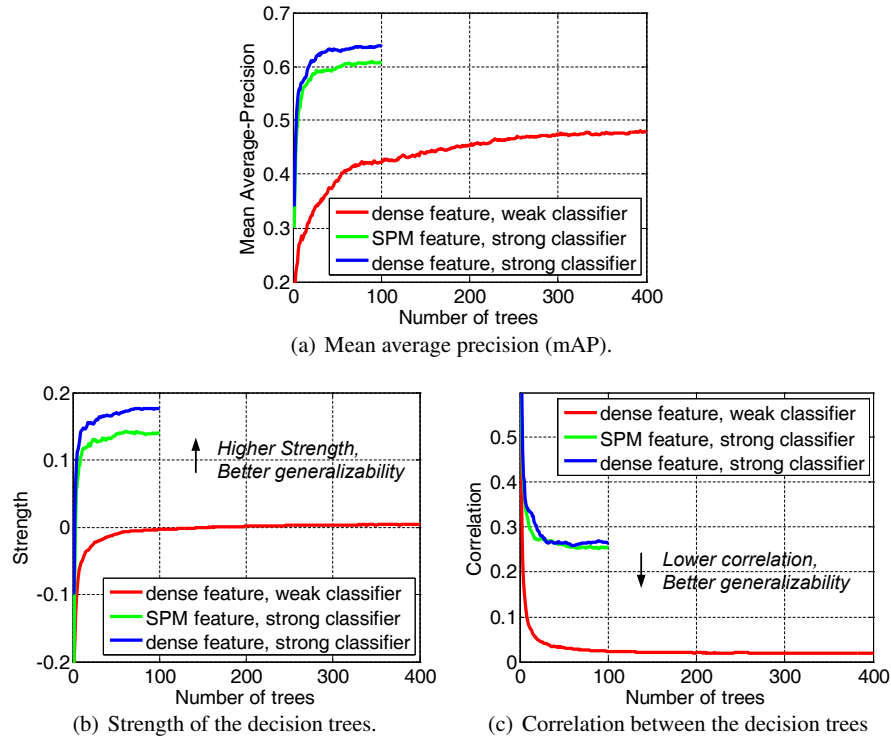 0.7
0.6
0.5
0.4
0.3
0.2
Mean Average-Precision
dense feature, weak classifier
SPM feature, strong classifier
dense feature, strong classifier
0 100 200 300 400
Number of trees
(a) Mean average precision (mAP).
0.2
0.1
0
-0.1
-0.2
Strength
Higher Strength,
Better generalizability
dense feature, weak classifier
SPM feature, strong classifier
dense feature, strong classifier
0 100 200 300 400
Number of trees
(b) Strength of the decision trees.
0.5
0.4
0.3
0.2
0.1
0
Correlation
dense feature, weak classifier
SPM feature, strong classifier
dense feature, strong classifier
Lower correlation,
Better generalizability
0 100 200 300 400
Number of trees
(c) Correlation between the decision trees